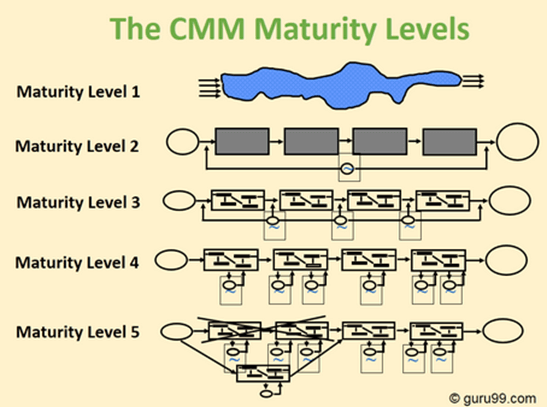 The CMM Maturity Levels
Maturity Level 1
Maturity Level 2
Maturity Level 3
Maturity Level 4
Maturity Level 5
© guru99.com